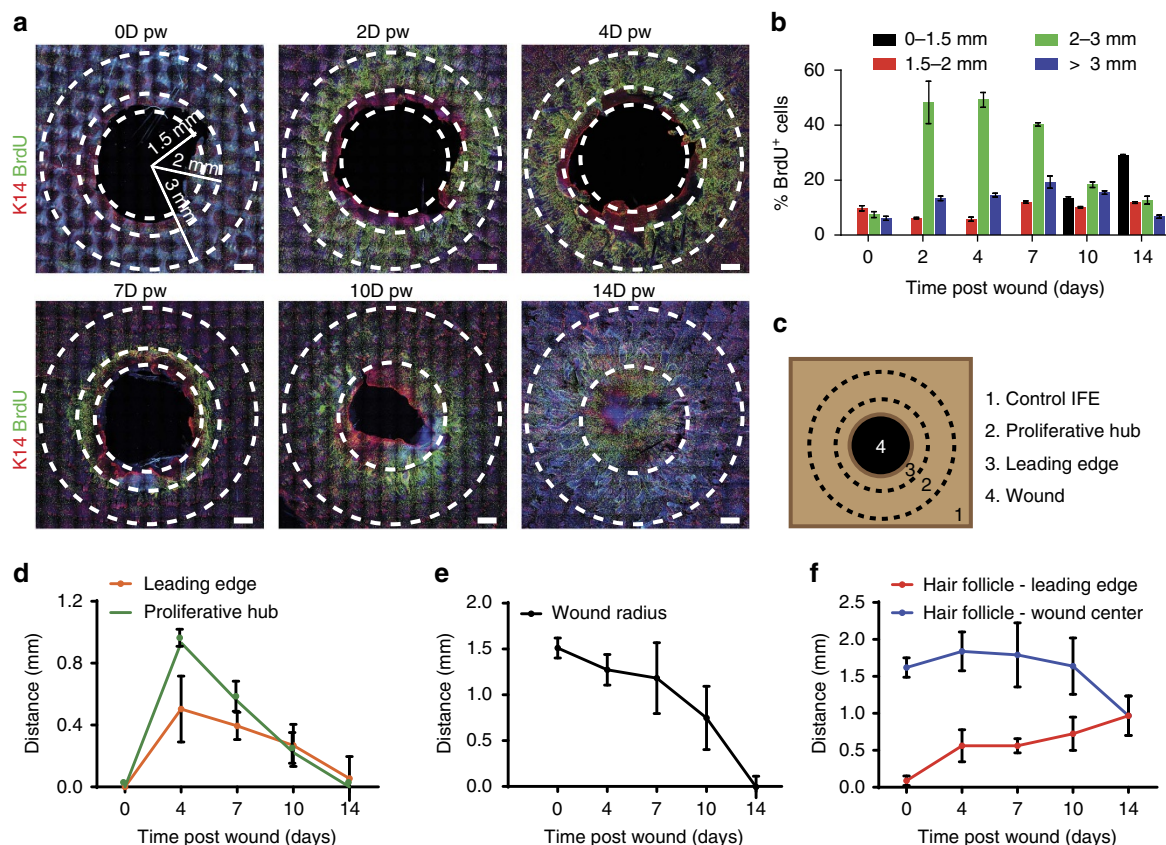 a
0D pw
2D pw
4D pw
K14 BrdU
1.5 mm
2 mm
3 mm
7D pw
10D pw
14D pw
K14 BrdU
b
0–1.5 mm
2–3 mm
1.5–2 mm
> 3 mm
% BrdU⁺ cells
60
40
20
0
0 2 4 7 10 14
Time post wound (days)
c
4
3
2
1
1. Control IFE
2. Proliferative hub
3. Leading edge
4. Wound
d
Leading edge
Proliferative hub
Distance (mm)
1.2
0.8
0.4
0.0
0 4 7 10 14
Time post wound (days)
e
Wound radius
Distance (mm)
2.0
1.5
1.0
0.5
0.0
0 4 7 10 14
Time post wound (days)
f
Hair follicle - leading edge
Hair follicle - wound center
Distance (mm)
2.5
2.0
1.5
1.0
0.5
0.0
0 4 7 10 14
Time post wound (days)